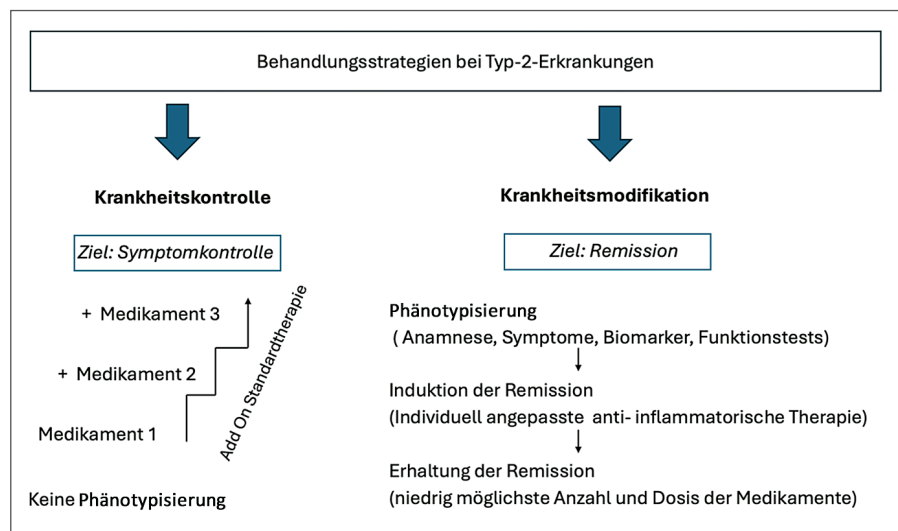 Behandlungsstrategien bei Typ-2-Erkrankungen
Krankheitskontrolle
Ziel: Symptomkontrolle
+ Medikament 3
+ Medikament 2
Medikament 1
Add On Standardtherapie
Keine Phänotypisierung
Krankheitsmodifikation
Ziel: Remission
Phänotypisierung
( Anamnese, Symptome, Biomarker, Funktionstests)
Induktion der Remission
(Individuell angepasste anti- inflammatorische Therapie)
Erhaltung der Remission
(niedrig möglichste Anzahl und Dosis der Medikamente)